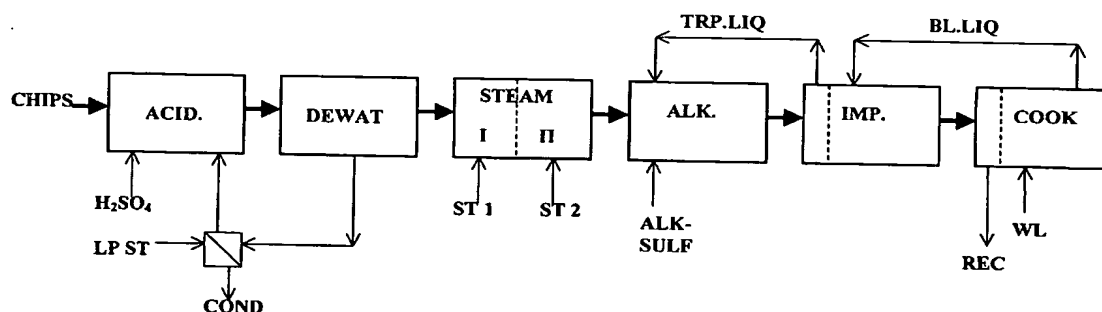 TRP.LIQ
BL.LIQ
CHIPS
ACID.
DEWAT
STEAM
I
II
ALK.
IMP.
COOK
H₂SO₄
ST 1
ST 2
ALK-
SULF
WL
LP ST
REC
COND